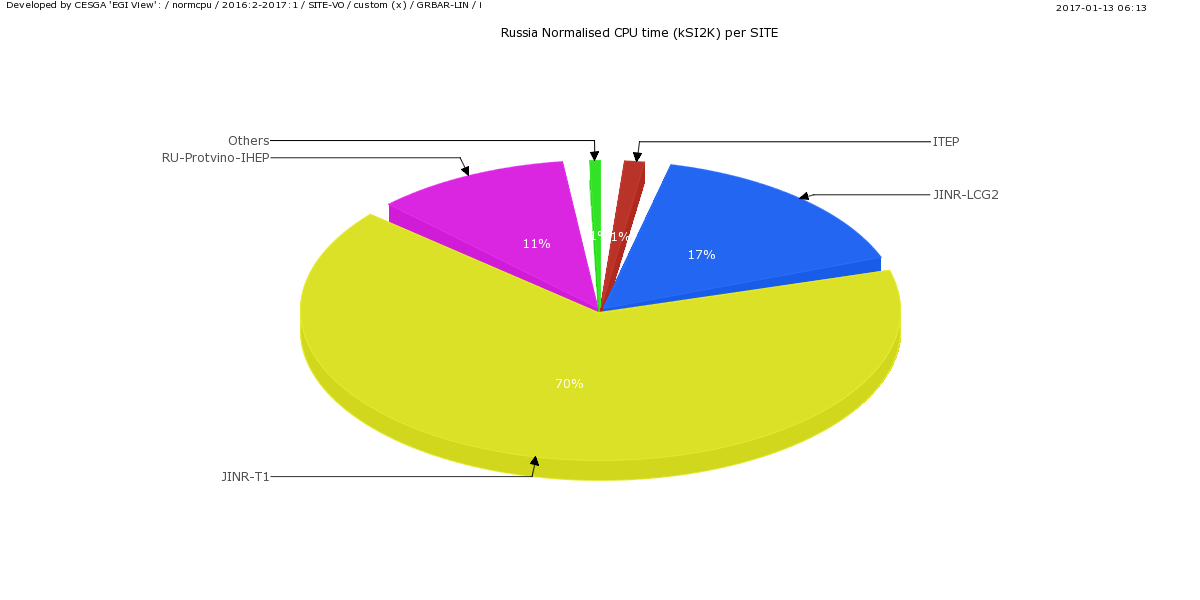 Developed by CESGA 'EGI View': / normcpu / 2016:2-2017:1 / SITE-VO / custom (x) / GRBAR-LIN /
2017-01-13 06:13
Russia Normalised CPU time (kSI2K) per SITE
Others
ITEP
RU-Protvino-IHEP
JINR-LCG2
1%
1%
11%
17%
70%
JINR-T1